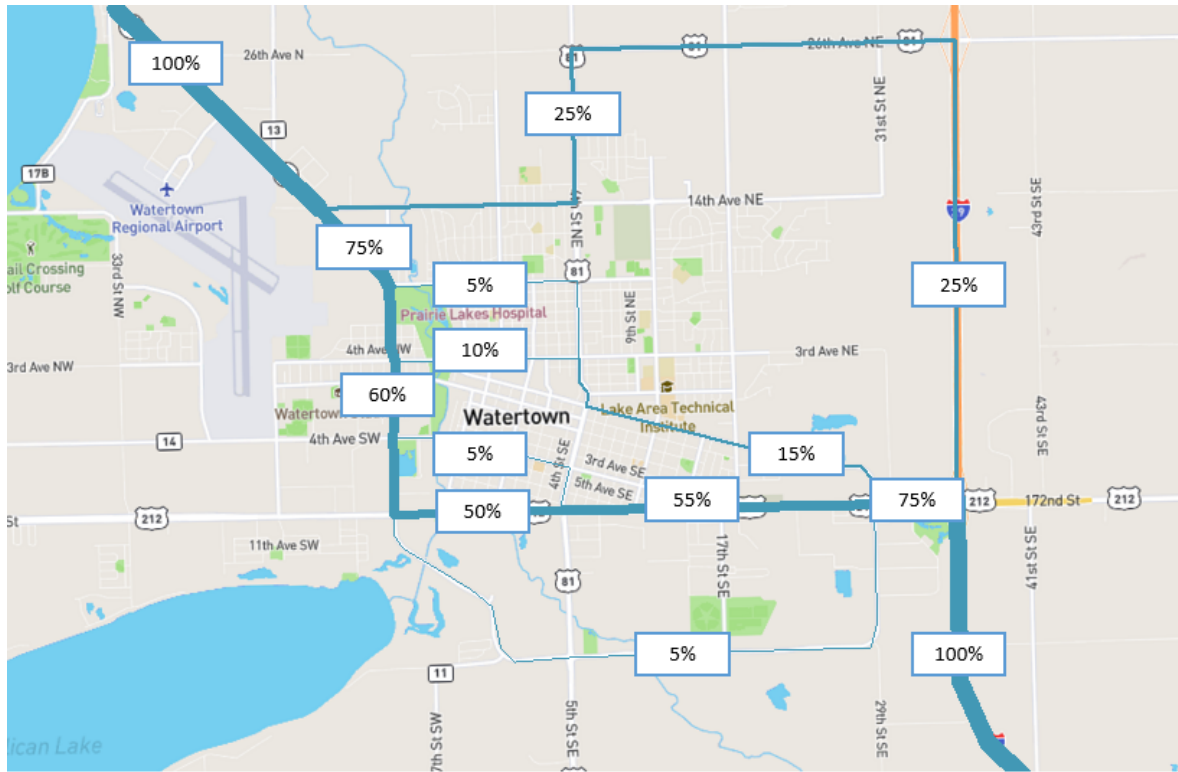 100%
26th Ave N
81
26th Ave NE
81
81
25%
31st St NE
13
17B
Watertown
Regional Airport
4th St NE
14th Ave NE
43rd St SE
75%
33rd St NW
ail Crossing
olf Course
5%
81
25%
Prairie Lakes Hospital
9th St NE
4th Ave NW
10%
3rd Ave NE
3rd Ave NW
60%
Watertown
Lake Area Technical
Institute
Watertown
43rd St SE
14
4th Ave SW
5%
4th St SE
3rd Ave SE
15%
5th Ave SE
50%
55%
75%
212
172nd St
212
St
212
11th Ave SW
17th St SE
41st St SE
81
5%
100%
11
7th St SW
5th St SE
29th St SE
lican Lake